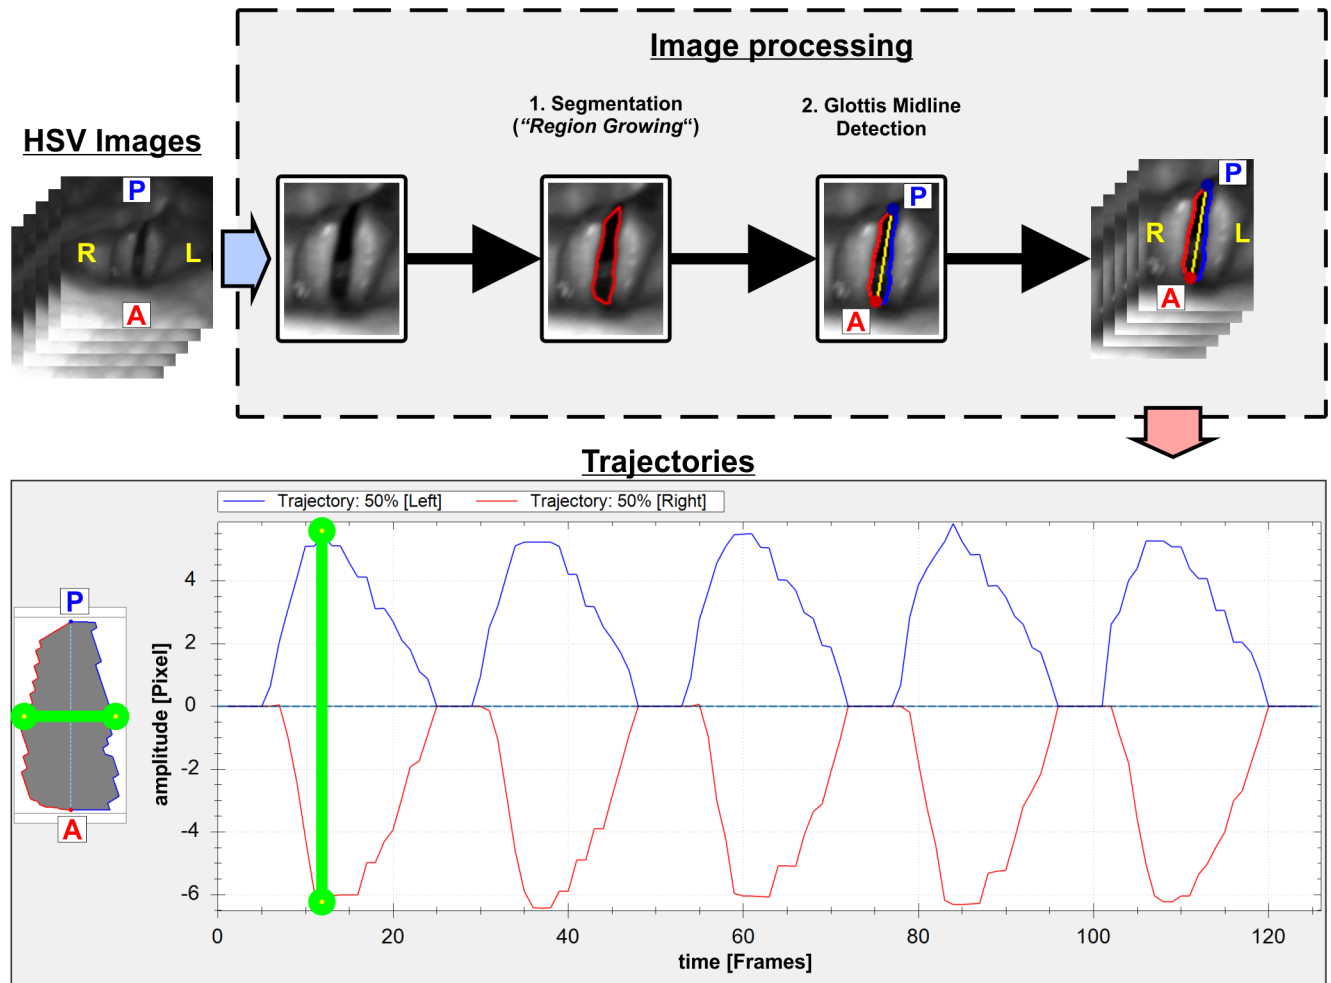 Image processing
1. Segmentation
(“Region Growing“)
2. Glottis Midline
Detection
HSV Images
P
R
L
A
P
A
P
R
L
A
Trajectories
Trajectory: 50% [Left]
Trajectory: 50% [Right]
P
A
amplitude [Pixel]
4
2
0
-2
-4
-6
0 20 40 60 80 100 120
time [Frames]